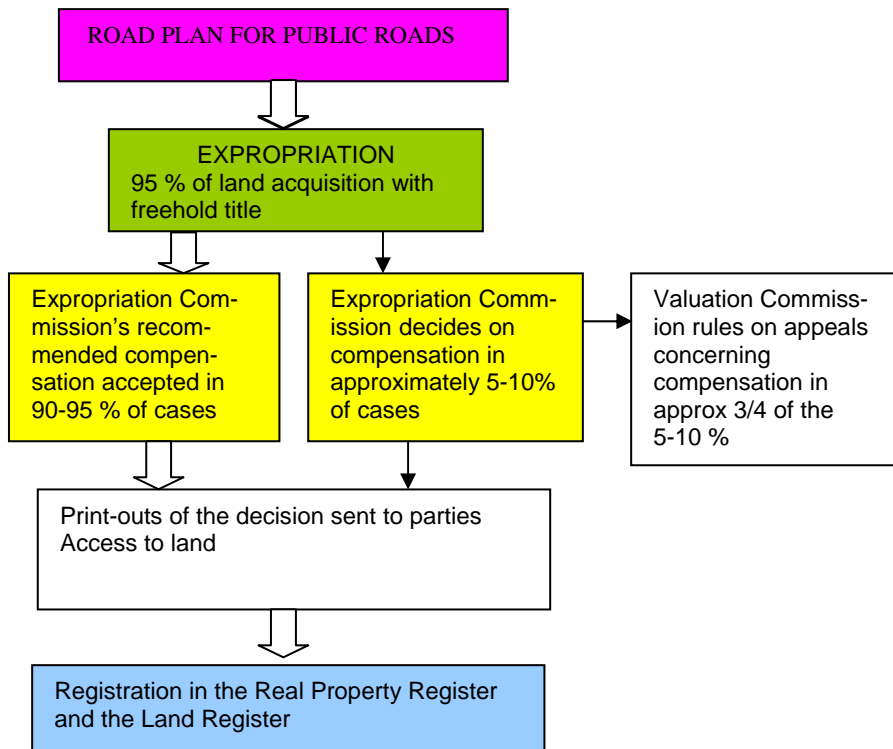 ROAD PLAN FOR PUBLIC ROADS
EXPROPRIATION
95 % of land acquisition with
freehold title
Expropriation Com-
mission's recom-
mended compen-
sation accepted in
90-95 % of cases
Expropriation Comm-
ission decides on
compensation in
approximately 5-10%
of cases
Valuation Commiss-
ion rules on appeals
concerning
compensation in
approx 3/4 of the
5-10 %
Print-outs of the decision sent to parties
Access to land
Registration in the Real Property Register
and the Land Register